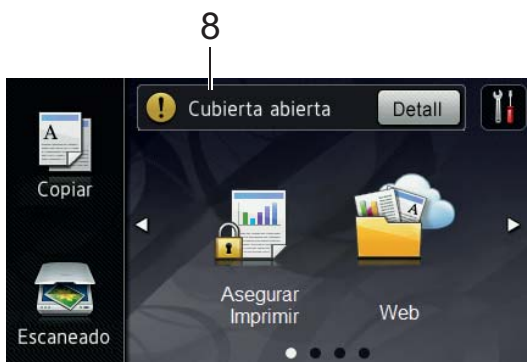 8
Cubierta abierta Detall
Copiar
Asegurar
Imprimir
Web
Escaneado